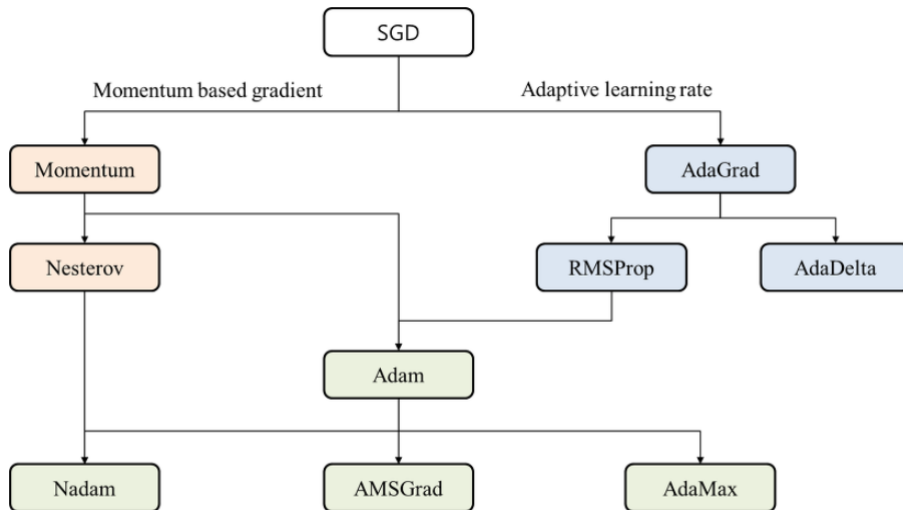 SGD
Momentum based gradient
Adaptive learning rate
Momentum
AdaGrad
Nesterov
RMSProp
AdaDelta
Adam
Nadam
AMSGrad
AdaMax